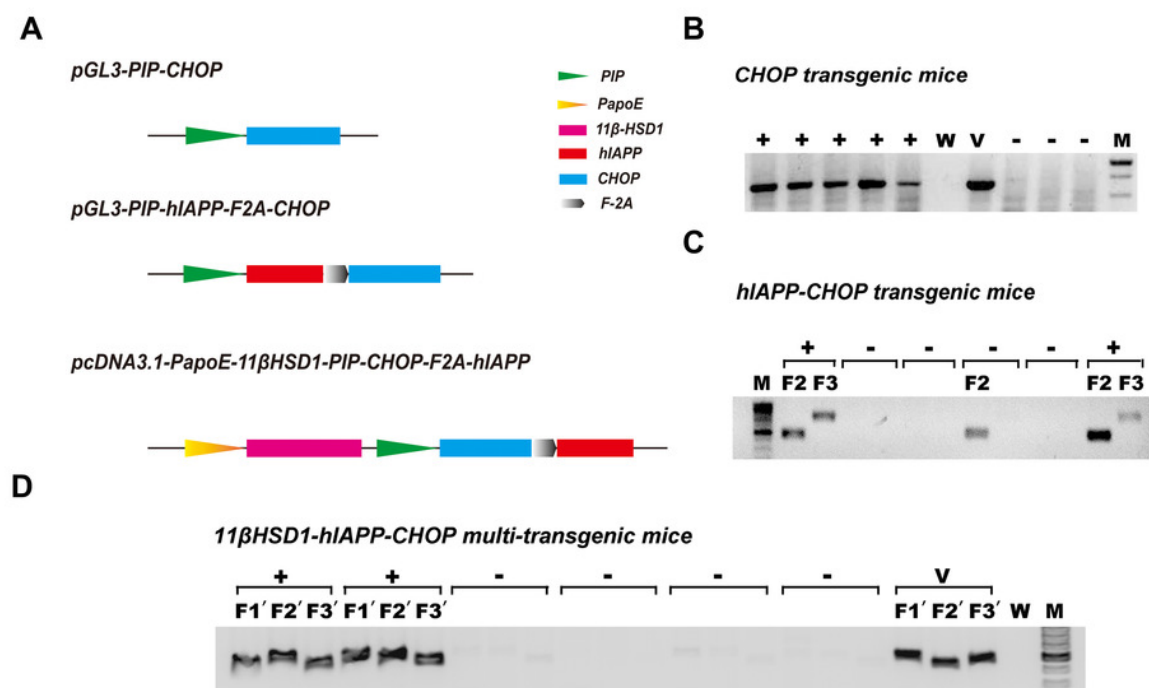 A
pGL3-PIP-CHOP
pGL3-PIP-hIAPP-F2A-CHOP
pcDNA3.1-PapoE-11βHSD1-PIP-CHOP-F2A-hIAPP
PIP
PapoE
11β-HSD1
hIAPP
CHOP
F-2A
B
CHOP transgenic mice
+ + + + + W V - - - M
C
hIAPP-CHOP transgenic mice
+ - - - - +
M F2 F3 F2 F2 F3
D
11βHSD1-hIAPP-CHOP multi-transgenic mice
+ + - - - - V
F1′ F2′ F3′ F1′ F2′ F3′ F1′ F2′ F3′ W M